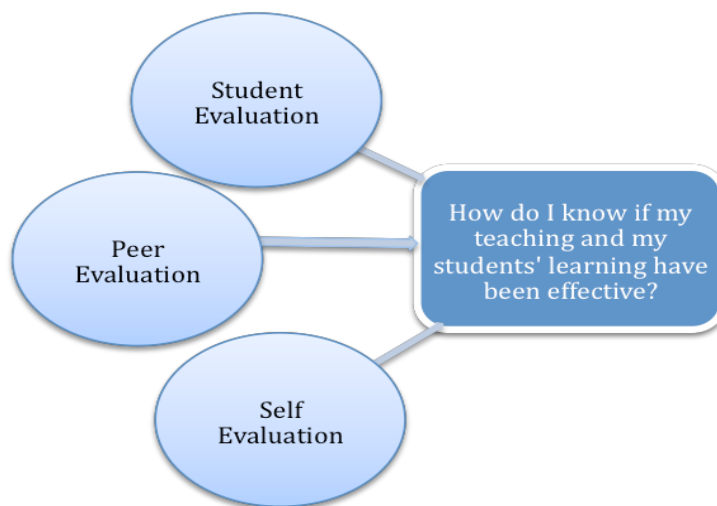 Student
Evaluation
Peer
Evaluation
Self
Evaluation
How do I know if my
teaching and my
students' learning have
been effective?